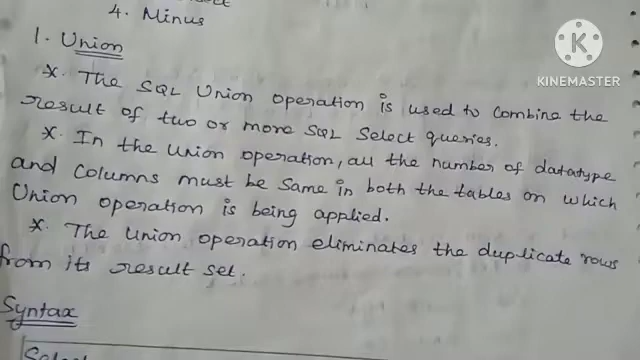 4. Minus
1. Union
K
KINEMASTER
*. The SQL Union operation is used to combine the
result of two or more SQL Select queries.
*. In the union operation, all the number of datatype
and columns must be same in both the tables on which
Union operation is being applied.
*. The union operation eliminates the duplicate rows
from its result set.
Syntax